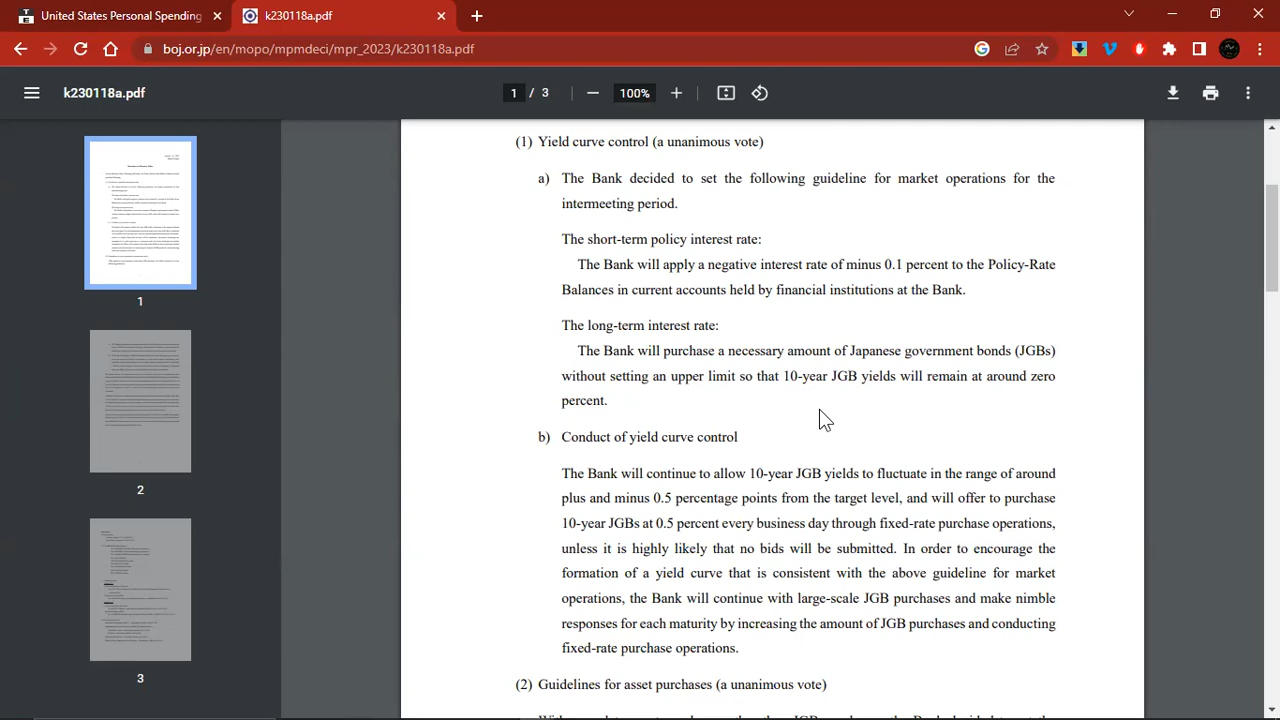 United States Personal Spending
k230118a.pdf
boj.or.jp/en/mopo/mpmdeci/mpr_2023/k230118a.pdf
k230118a.pdf
1 / 3
100%
(1) Yield curve control (a unanimous vote)
a) The Bank decided to set the following guideline for market operations for the
intermeeting period.
The short-term policy interest rate:
The Bank will apply a negative interest rate of minus 0.1 percent to the Policy-Rate
Balances in current accounts held by financial institutions at the Bank.
The long-term interest rate:
The Bank will purchase a necessary amount of Japanese government bonds (JGBs)
without setting an upper limit so that 10-year JGB yields will remain at around zero
percent.
b) Conduct of yield curve control
The Bank will continue to allow 10-year JGB yields to fluctuate in the range of around
plus and minus 0.5 percentage points from the target level, and will offer to purchase
10-year JGBs at 0.5 percent every business day through fixed-rate purchase operations,
unless it is highly likely that no bids will be submitted. In order to encourage the
formation of a yield curve that is consistent with the above guideline for market
operations, the Bank will continue with large-scale JGB purchases and make nimble
responses for each maturity by increasing the amount of JGB purchases and conducting
fixed-rate purchase operations.
(2) Guidelines for asset purchases (a unanimous vote)
1
2
3